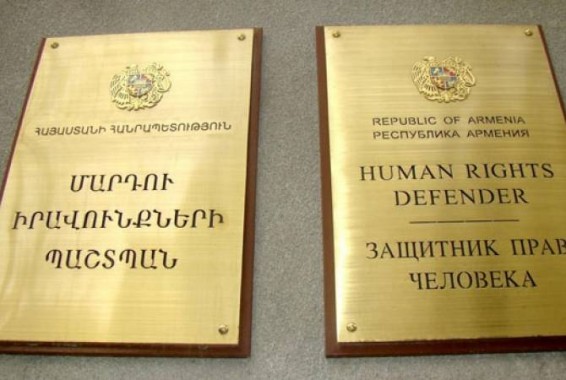 ՀԱՅԱՍՏԱՆԻ ՀԱՆՐԱՊԵՏՈՒԹՅՈՒՆ
ՄԱՐԴՈՒ
ԻՐԱՎՈՒՆՔՆԵՐԻ
ՊԱՇՏՊԱՆ
REPUBLIC OF ARMENIA
РЕСПУБЛИКА АРМЕНИЯ
HUMAN RIGHTS
DEFENDER
ЗАЩИТНИК ПРАВ
ЧЕЛОВЕКА